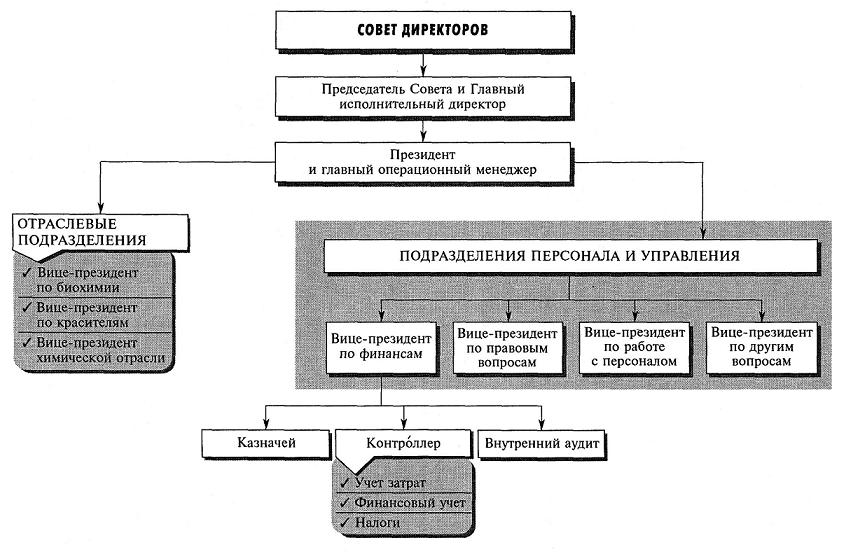 СОВЕТ ДИРЕКТОРОВ
Председатель Совета и Главный
исполнительный директор
Президент
и главный операционный менеджер
ОТРАСЛЕВЫЕ
ПОДРАЗДЕЛЕНИЯ
✓ Вице-президент
по биохимии
✓ Вице-президент
по красителям
✓ Вице-президент
химической отрасли
ПОДРАЗДЕЛЕНИЯ ПЕРСОНАЛА И УПРАВЛЕНИЯ
Вице-президент
по финансам
Вице-президент
по правовым
вопросам
Вице-президент
по работе
с персоналом
Вице-президент
по другим
вопросам
Казначей
Контро́ллер
✓ Учет затрат
✓ Финансовый учет
✓ Налоги
Внутренний аудит